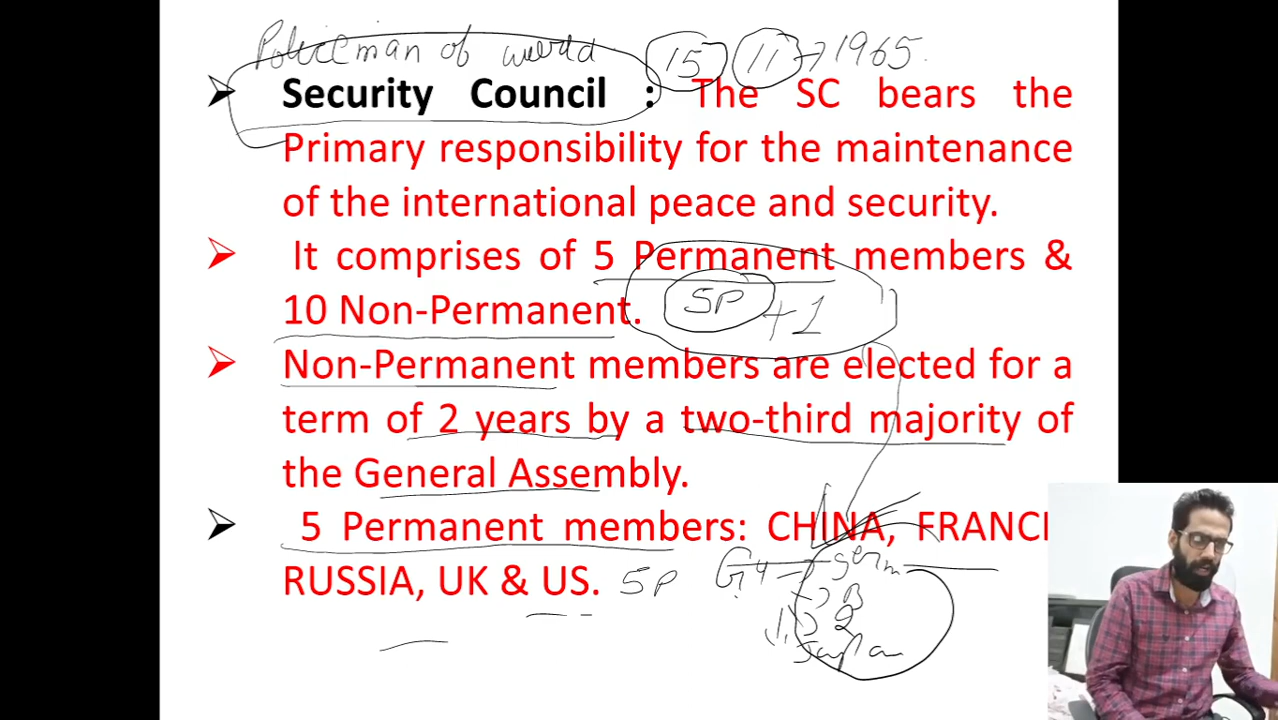 Policeman of world 15 11 → 1965.
➢ Security Council : The SC bears the
Primary responsibility for the maintenance
of the international peace and security.
➢ It comprises of 5 Permanent members &
10 Non-Permanent. 5P +1
➢ Non-Permanent members are elected for a
term of 2 years by a two-third majority of
the General Assembly.
➢ 5 Permanent members: CHINA, FRANC
RUSSIA, UK & US. 5P G4 → germ
→ B
Japan